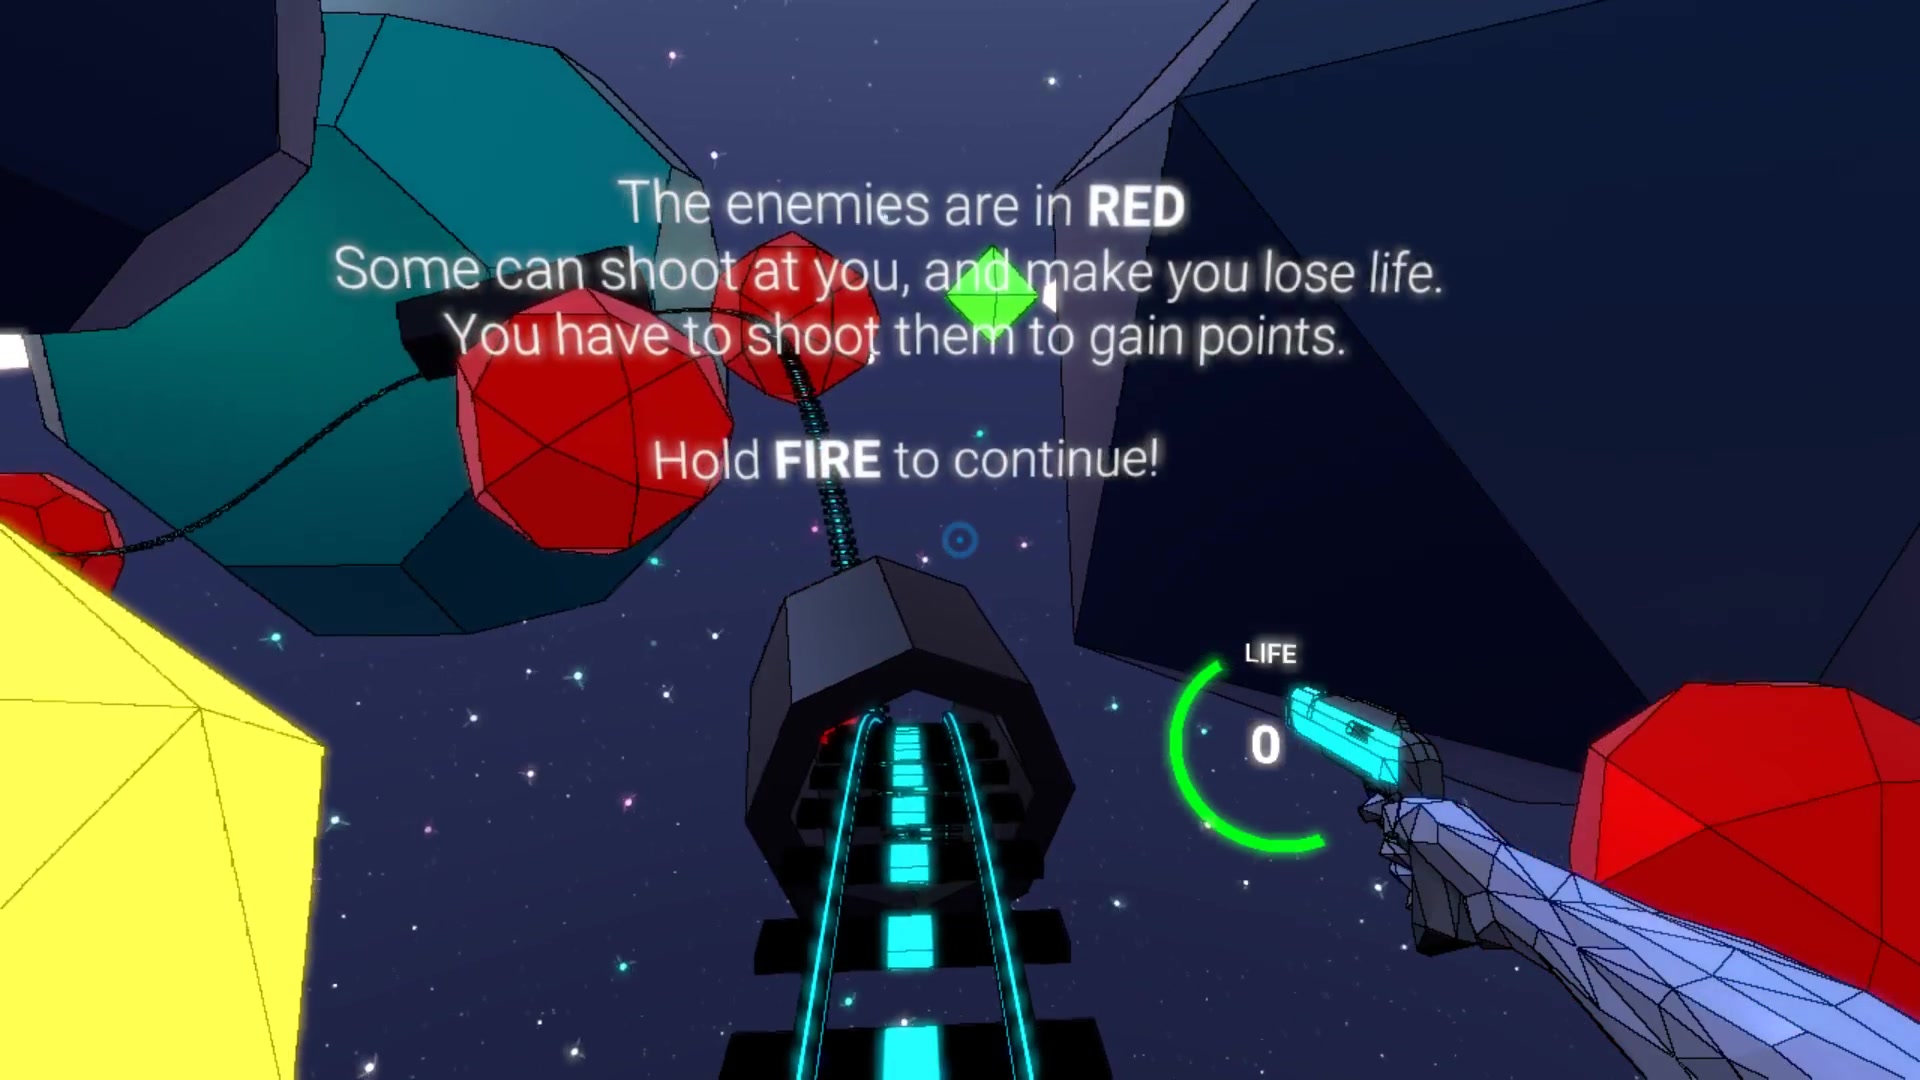 The enemies are in RED
Some can shoot at you, and make you lose life.
You have to shoot them to gain points.
Hold FIRE to continue!
LIFE
0